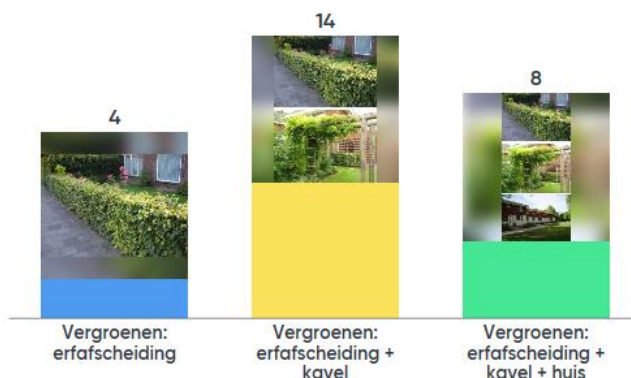 4
14
8
Vergroenen:
erfafscheiding
Vergroenen:
erfafscheiding +
kavel
Vergroenen:
erfafscheiding +
kavel + huis